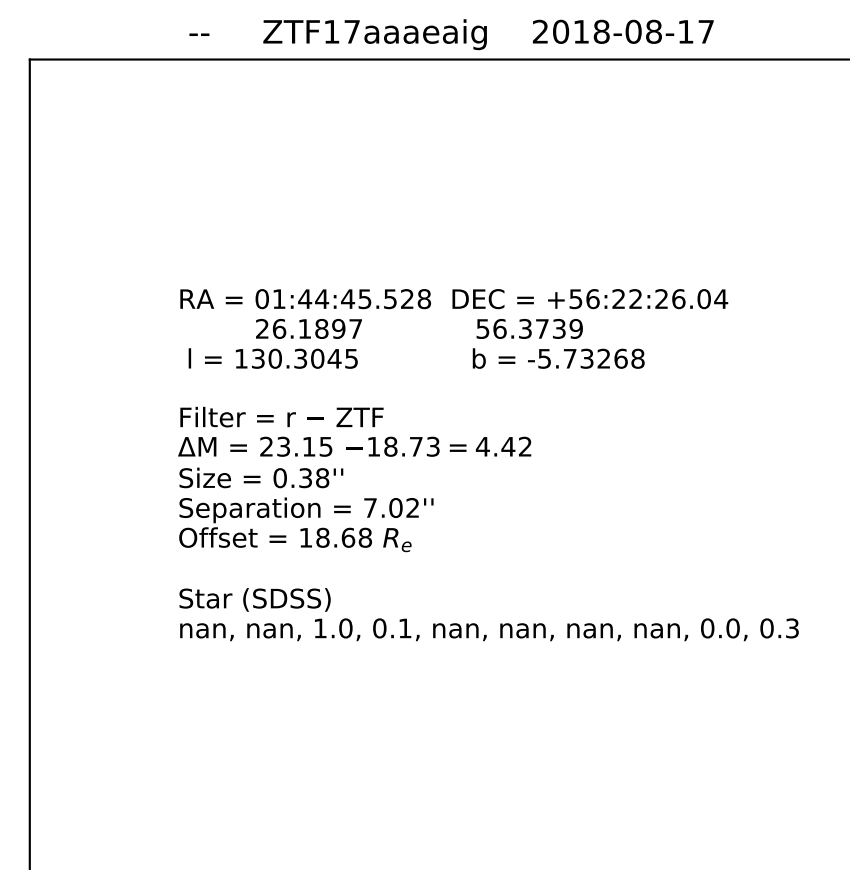 -- ZTF17aaaeaig 2018-08-17
RA = 01:44:45.528 DEC = +56:22:26.04
26.1897 56.3739
l = 130.3045 b = -5.73268
Filter = r − ZTF
ΔM = 23.15 −18.73 = 4.42
Size = 0.38''
Separation = 7.02''
Offset = 18.68 Re
Star (SDSS)
nan, nan, 1.0, 0.1, nan, nan, nan, nan, 0.0, 0.3